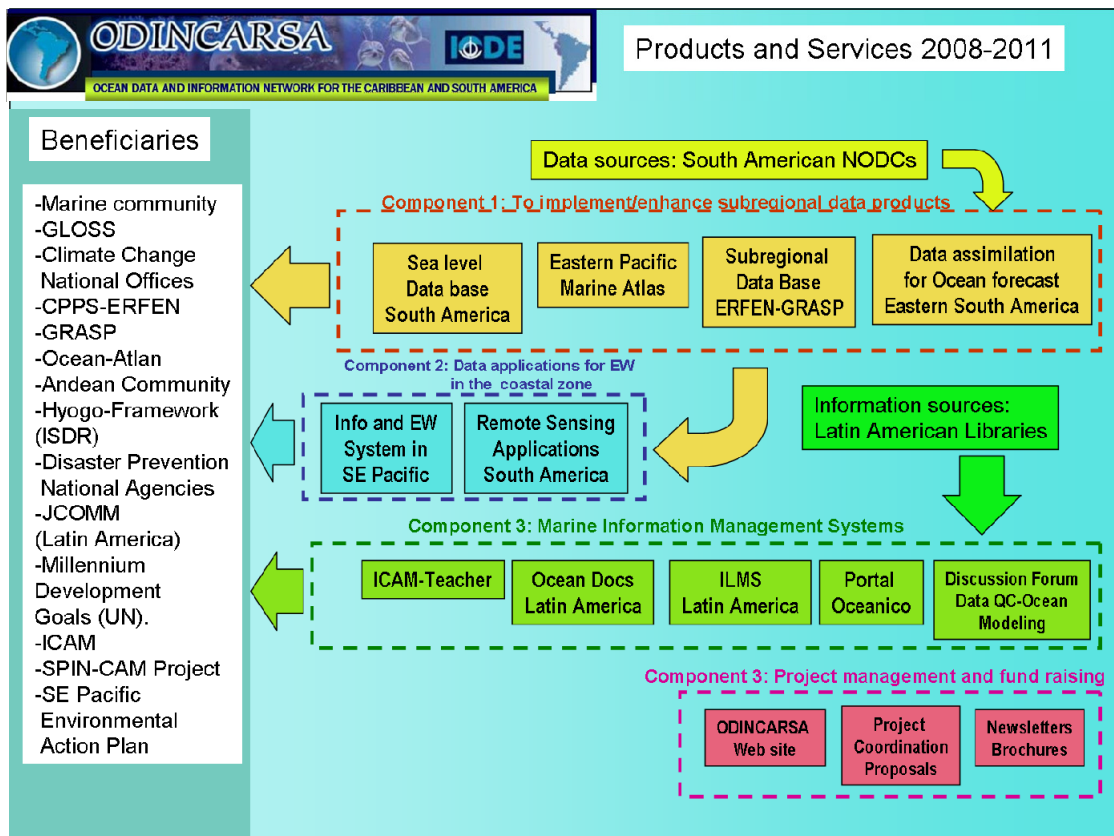 ODINCARSA
IODE
OCEAN DATA AND INFORMATION NETWORK FOR THE CARIBBEAN AND SOUTH AMERICA
Products and Services 2008-2011
Beneficiaries
-Marine community
-GLOSS
-Climate Change
National Offices
-CPPS-ERFEN
-GRASP
-Ocean-Atlan
-Andean Community
-Hyogo-Framework
(ISDR)
-Disaster Prevention
National Agencies
-JCOMM
(Latin America)
-Millennium
Development
Goals (UN).
-ICAM
-SPIN-CAM Project
-SE Pacific
Environmental
Action Plan
Data sources: South American NODCs
Component 1: To implement/enhance subregional data products
Sea level
Data base
South America
Eastern Pacific
Marine Atlas
Subregional
Data Base
ERFEN-GRASP
Data assimilation
for Ocean forecast
Eastern South America
Component 2: Data applications for EW
in the coastal zone
Info and EW
System in
SE Pacific
Remote Sensing
Applications
South America
Information sources:
Latin American Libraries
Component 3: Marine Information Management Systems
ICAM-Teacher
Ocean Docs
Latin America
ILMS
Latin America
Portal
Oceanico
Discussion Forum
Data QC-Ocean
Modeling
Component 3: Project management and fund raising
ODINCARSA
Web site
Project
Coordination
Proposals
Newsletters
Brochures